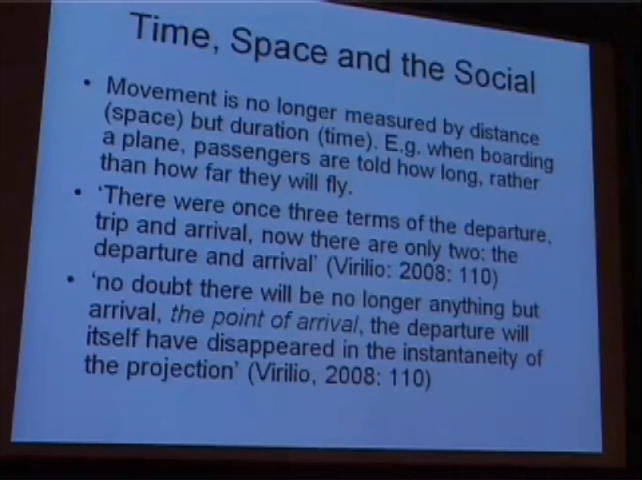 Time, Space and the Social
• Movement is no longer measured by distance
(space) but duration (time). E.g. when boarding
a plane, passengers are told how long, rather
than how far they will fly.
• ‘There were once three terms of the departure,
trip and arrival, now there are only two: the
departure and arrival’ (Virilio: 2008: 110)
• ‘no doubt there will be no longer anything but
arrival, the point of arrival, the departure will
itself have disappeared in the instantaneity of
the projection’ (Virilio, 2008: 110)